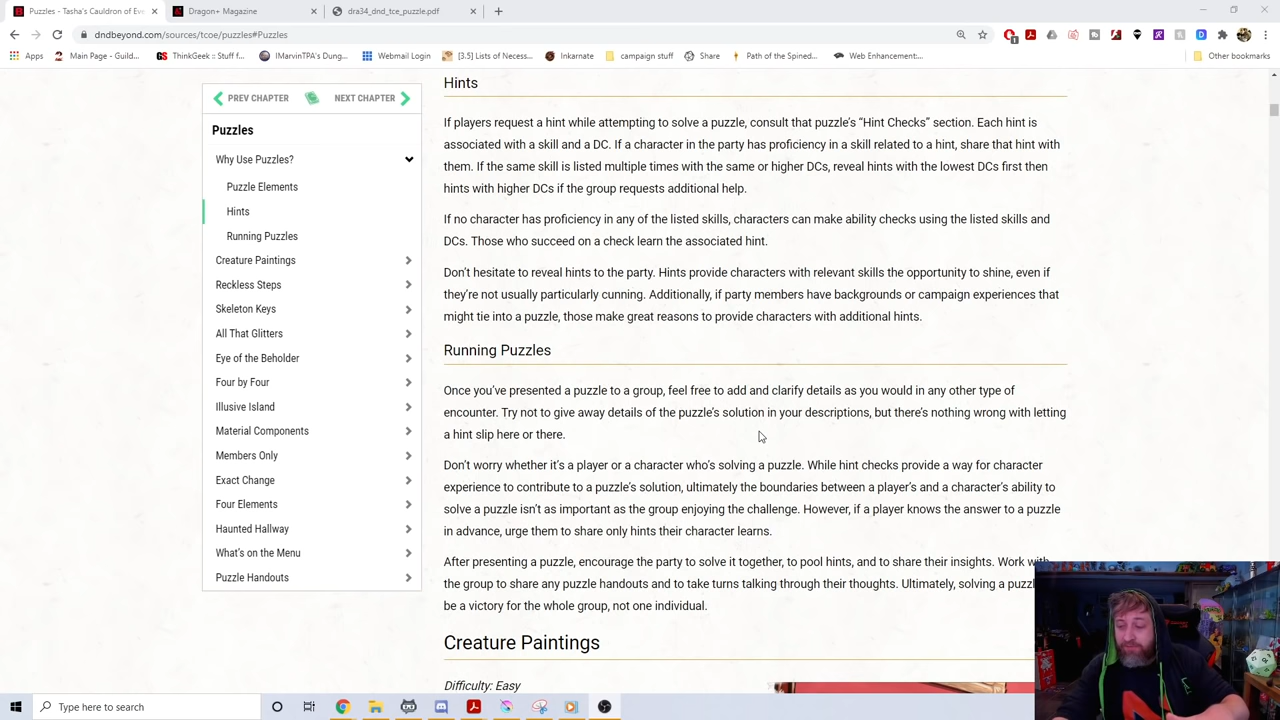 Puzzles - Tasha's Cauldron of Eve
Dragon+ Magazine
dra34_dnd_tce_puzzle.pdf
dndbeyond.com/sources/tcoe/puzzles#Puzzles
Apps
Main Page - Guild...
ThinkGeek :: Stuff f...
IMarvinTPA's Dung...
Webmail Login
[3.5] Lists of Necess...
Inkarnate
campaign stuff
Share
Path of the Spined...
Web Enhancement:...
Other bookmarks
PREV CHAPTER
NEXT CHAPTER
Puzzles
Why Use Puzzles?
Puzzle Elements
Hints
Running Puzzles
Creature Paintings
Reckless Steps
Skeleton Keys
All That Glitters
Eye of the Beholder
Four by Four
Illusive Island
Material Components
Members Only
Exact Change
Four Elements
Haunted Hallway
What's on the Menu
Puzzle Handouts
Hints
If players request a hint while attempting to solve a puzzle, consult that puzzle's “Hint Checks” section. Each hint is
associated with a skill and a DC. If a character in the party has proficiency in a skill related to a hint, share that hint with
them. If the same skill is listed multiple times with the same or higher DCs, reveal hints with the lowest DCs first then
hints with higher DCs if the group requests additional help.
If no character has proficiency in any of the listed skills, characters can make ability checks using the listed skills and
DCs. Those who succeed on a check learn the associated hint.
Don't hesitate to reveal hints to the party. Hints provide characters with relevant skills the opportunity to shine, even if
they're not usually particularly cunning. Additionally, if party members have backgrounds or campaign experiences that
might tie into a puzzle, those make great reasons to provide characters with additional hints.
Running Puzzles
Once you've presented a puzzle to a group, feel free to add and clarify details as you would in any other type of
encounter. Try not to give away details of the puzzle's solution in your descriptions, but there's nothing wrong with letting
a hint slip here or there.
Don't worry whether it's a player or a character who's solving a puzzle. While hint checks provide a way for character
experience to contribute to a puzzle's solution, ultimately the boundaries between a player's and a character's ability to
solve a puzzle isn't as important as the group enjoying the challenge. However, if a player knows the answer to a puzzle
in advance, urge them to share only hints their character learns.
After presenting a puzzle, encourage the party to solve it together, to pool hints, and to share their insights. Work with
the group to share any puzzle handouts and to take turns talking through their thoughts. Ultimately, solving a puzzl
be a victory for the whole group, not one individual.
Creature Paintings
Difficulty: Easy
Type here to search